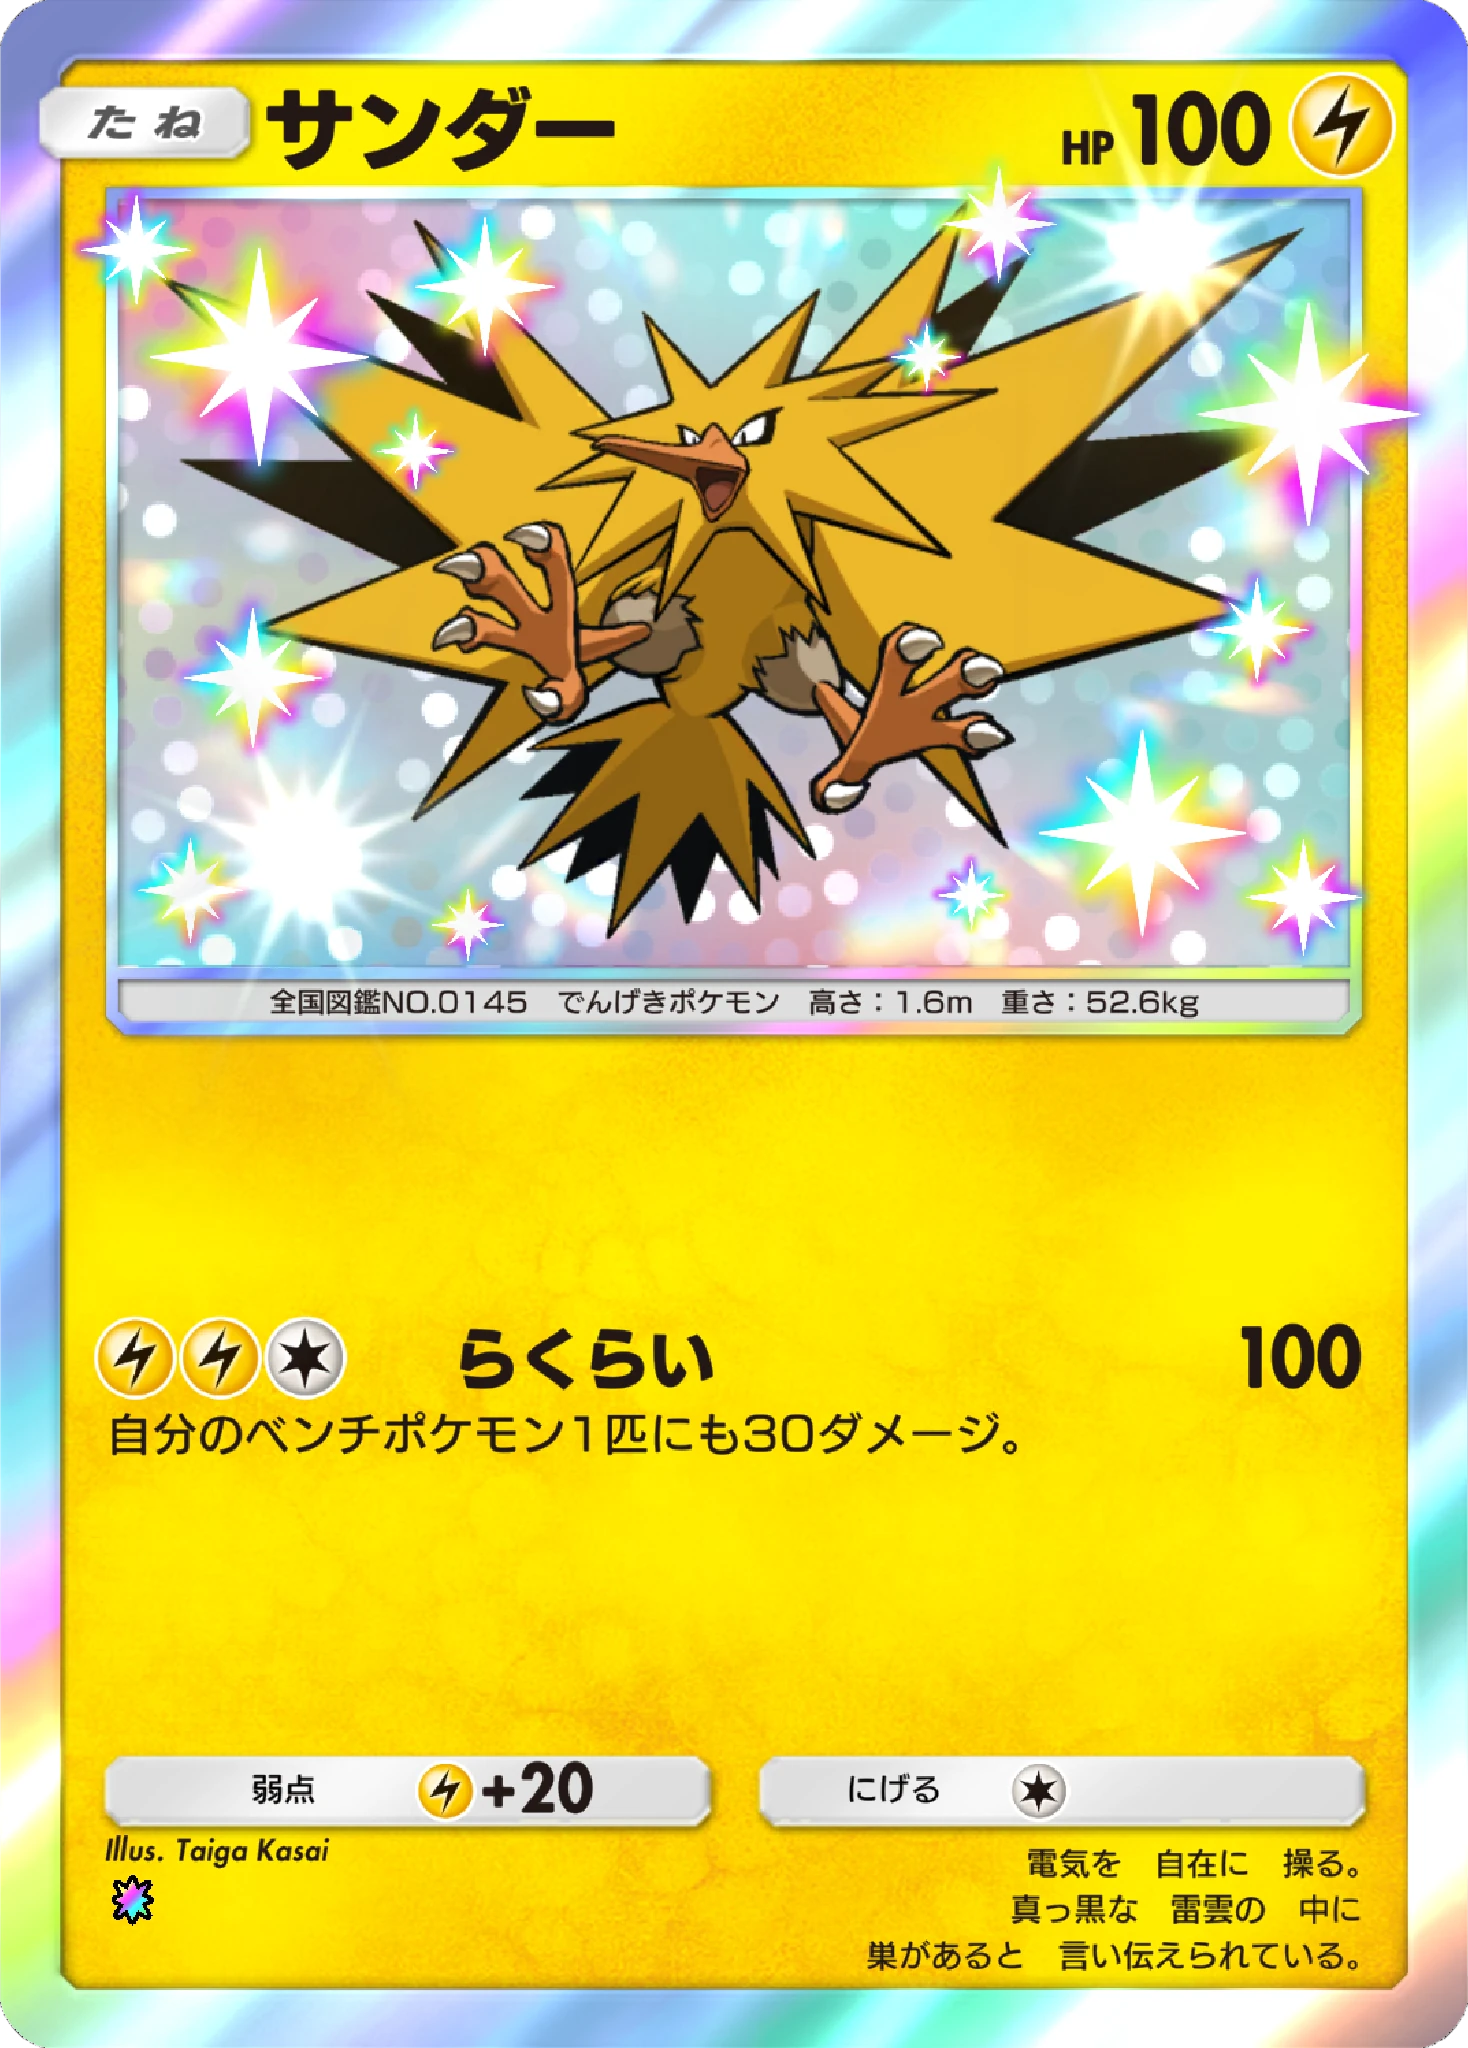 たね サンダー HP 100
全国図鑑NO.0145 でんげきポケモン 高さ：1.6m 重さ：52.6kg
らくらい 100
自分のベンチポケモン1匹にも30ダメージ。
弱点 +20 にげる
Illus. Taiga Kasai
電気を 自在に 操る。
真っ黒な 雷雲の 中に
巣があると 言い伝えられている。